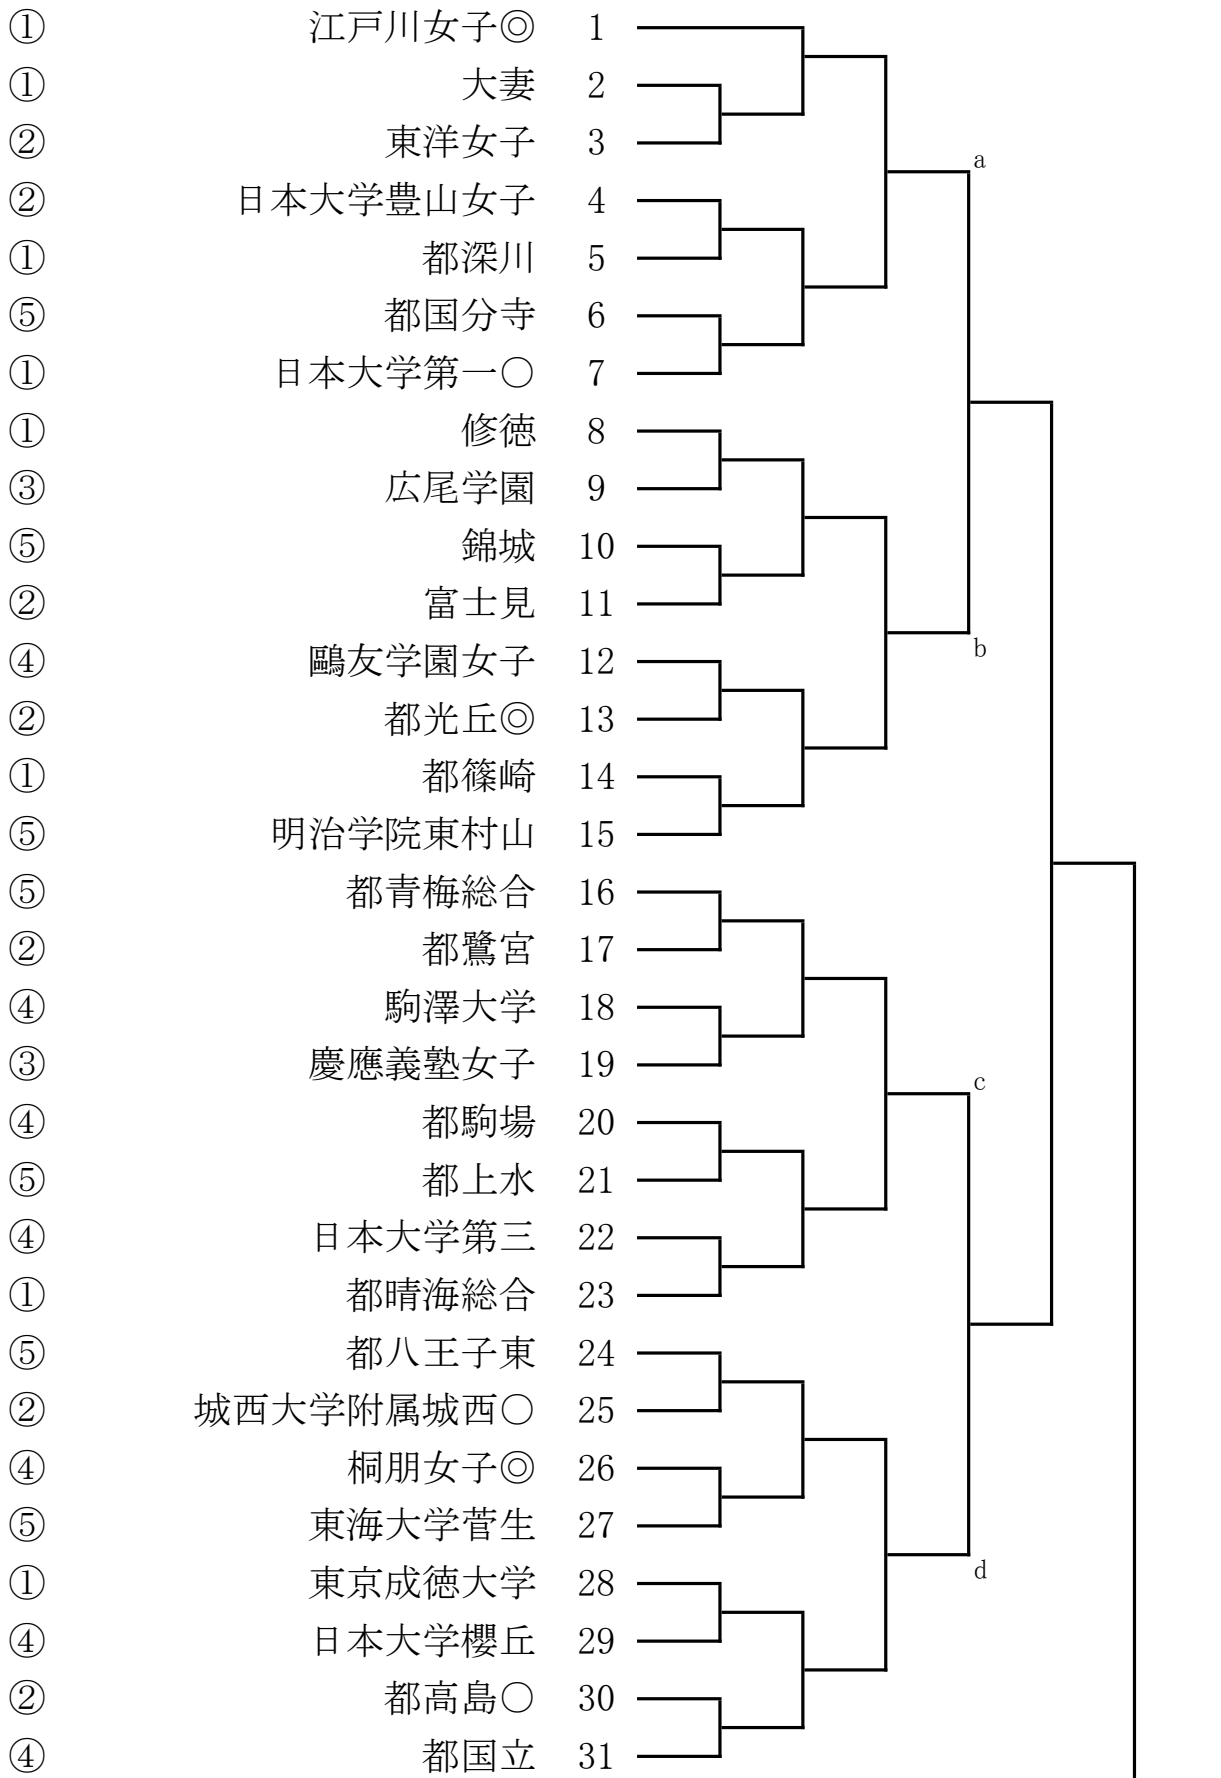 ① 江戸川女子◎ 1
① 大妻 2
② 東洋女子 3
a
② 日本大学豊山女子 4
① 都深川 5
⑤ 都国分寺 6
① 日本大学第一〇 7
① 修徳 8
③ 広尾学園 9
⑤ 錦城 10
② 富士見 11
b
④ 鷗友学園女子 12
② 都光丘◎ 13
① 都篠崎 14
⑤ 明治学院東村山 15
⑤ 都青梅総合 16
② 都鷺宮 17
④ 駒澤大学 18
③ 慶應義塾女子 19
c
④ 都駒場 20
⑤ 都上水 21
④ 日本大学第三 22
① 都晴海総合 23
⑤ 都八王子東 24
② 城西大学附属城西〇 25
④ 桐朋女子◎ 26
⑤ 東海大学菅生 27
d
① 東京成徳大学 28
④ 日本大学櫻丘 29
② 都高島〇 30
④ 都国立 31